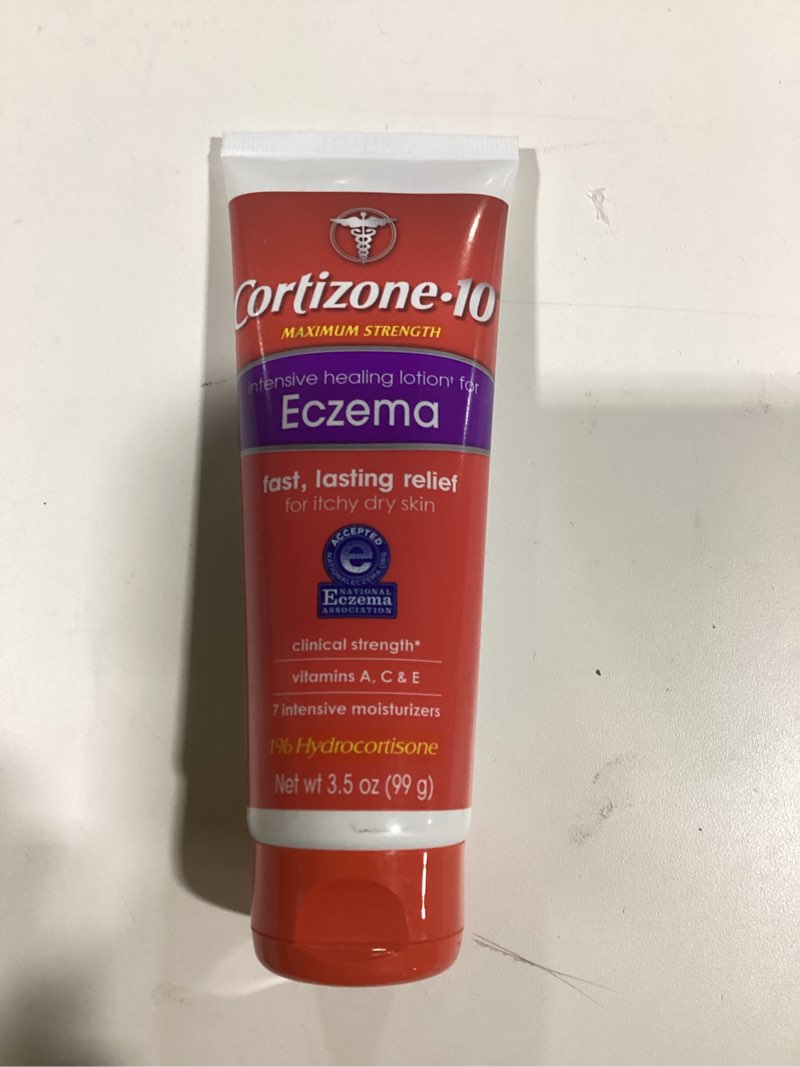 Cortizone•10
MAXIMUM STRENGTH
intensive healing lotion† for
Eczema
fast, lasting relief
for itchy dry skin
ACCEPTED
NATIONALECZEMA.ORG
e
NATIONAL
Eczema
ASSOCIATION
clinical strength*
vitamins A, C & E
7 intensive moisturizers
1% Hydrocortisone
Net wt 3.5 oz (99 g)